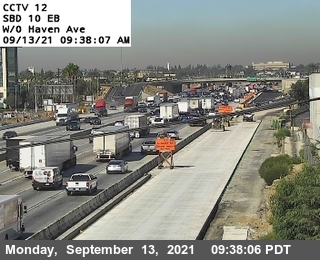 CCTV 12
SBD 10 EB
W/O Haven Ave
09/13/21 09:38:07 AM
Monday, September 13, 2021 09:38:06 PDT